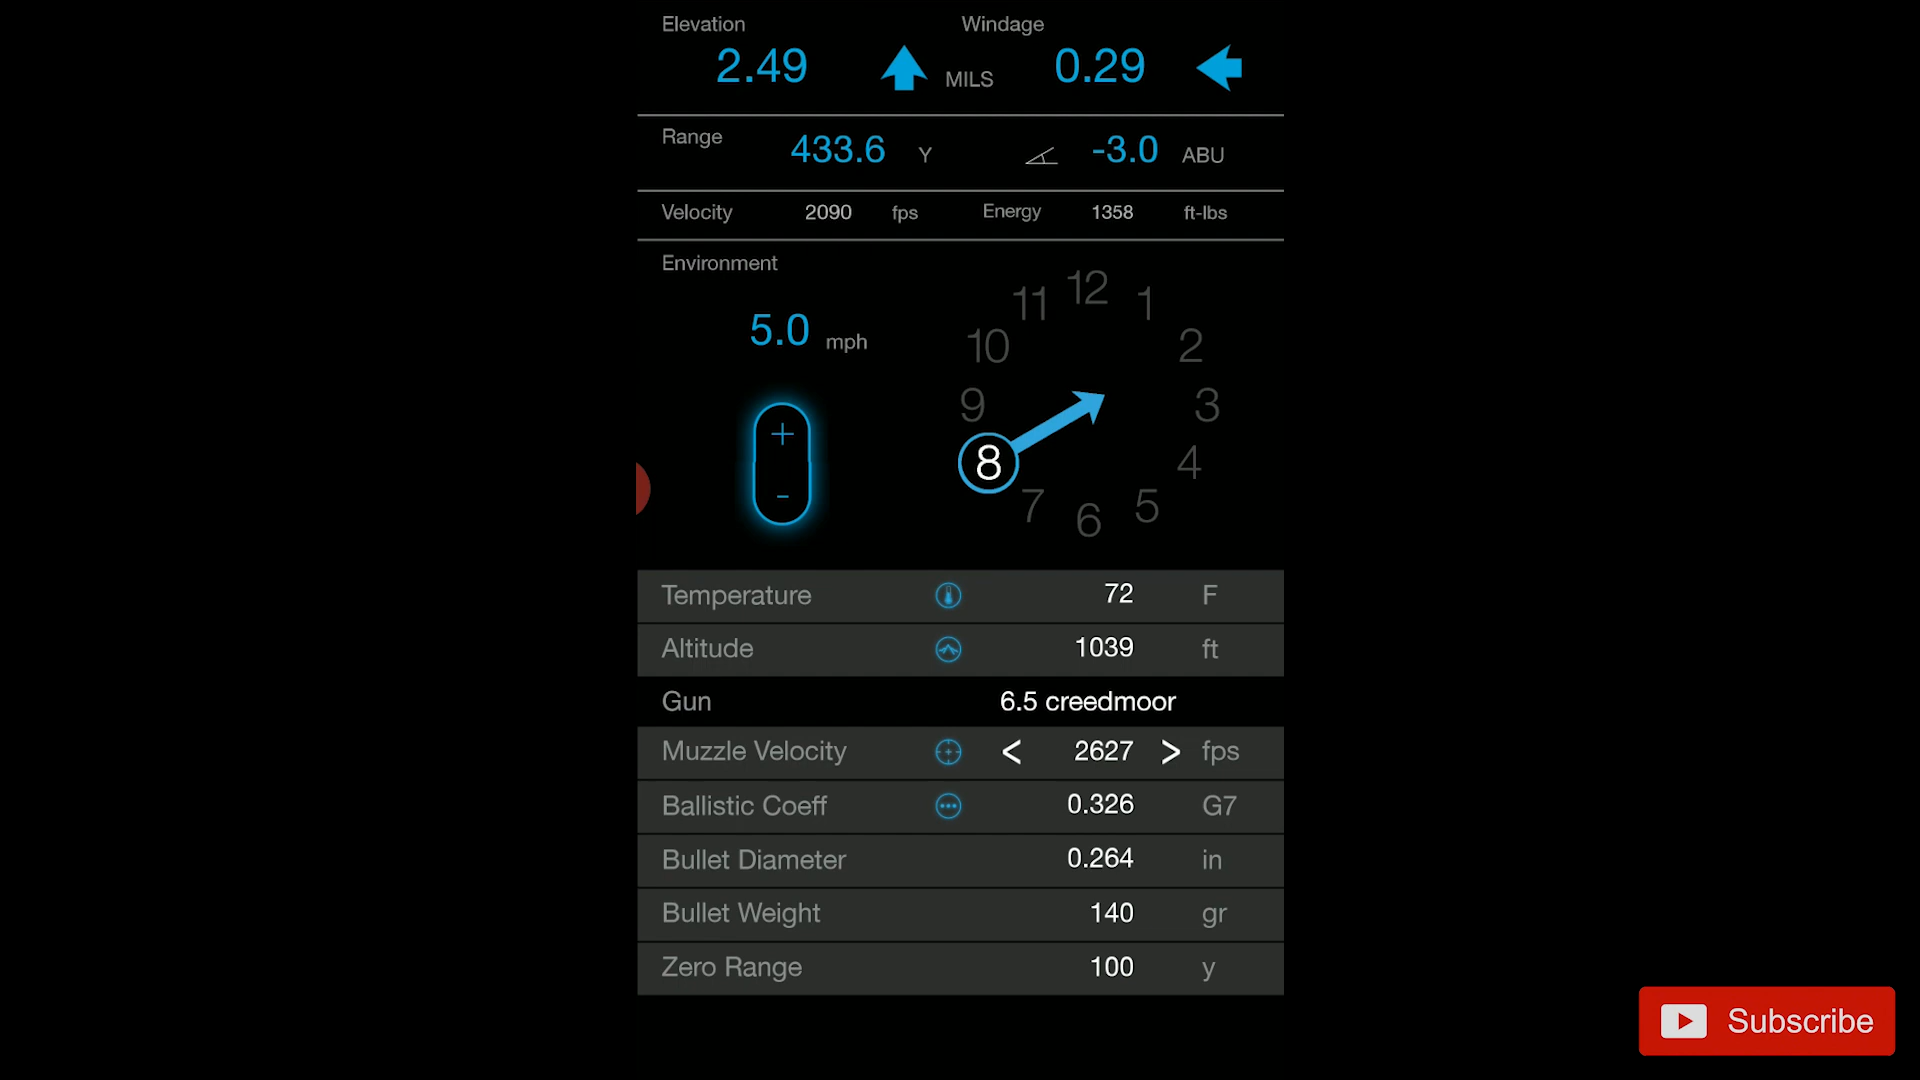 Elevation Windage
2.49 MILS 0.29
Range 433.6 Y -3.0 ABU
Velocity 2090 fps Energy 1358 ft-lbs
Environment
5.0 mph
12
11 1
10 2
9 3
8 4
7 5
6
+
-
Temperature 72 F
Altitude 1039 ft
Gun 6.5 creedmoor
Muzzle Velocity < 2627 > fps
Ballistic Coeff 0.326 G7
Bullet Diameter 0.264 in
Bullet Weight 140 gr
Zero Range 100 y
Subscribe